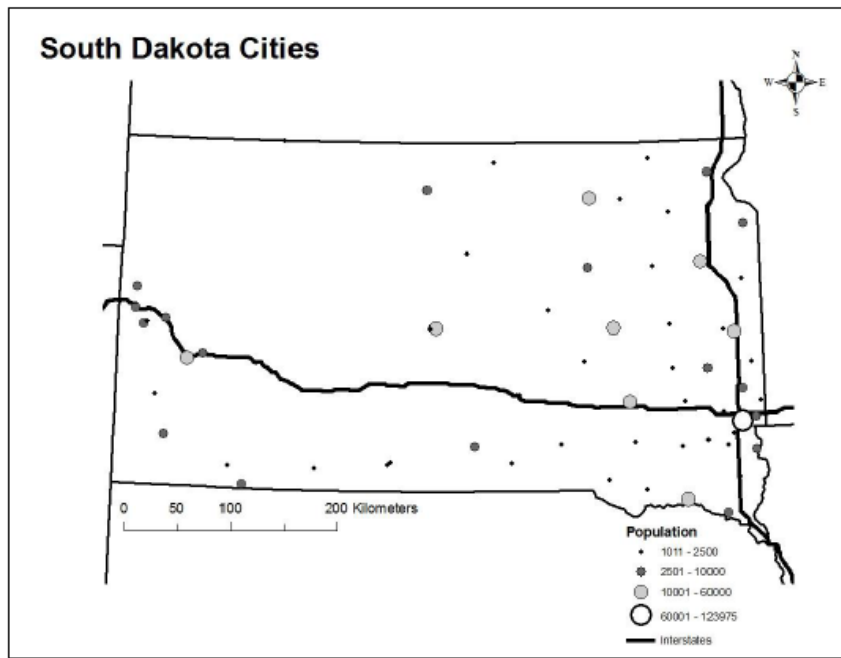 South Dakota Cities
N
W E
S
0 50 100 200 Kilometers
Population
1011 - 2500
2501 - 10000
10001 - 60000
60001 - 123975
Interstates